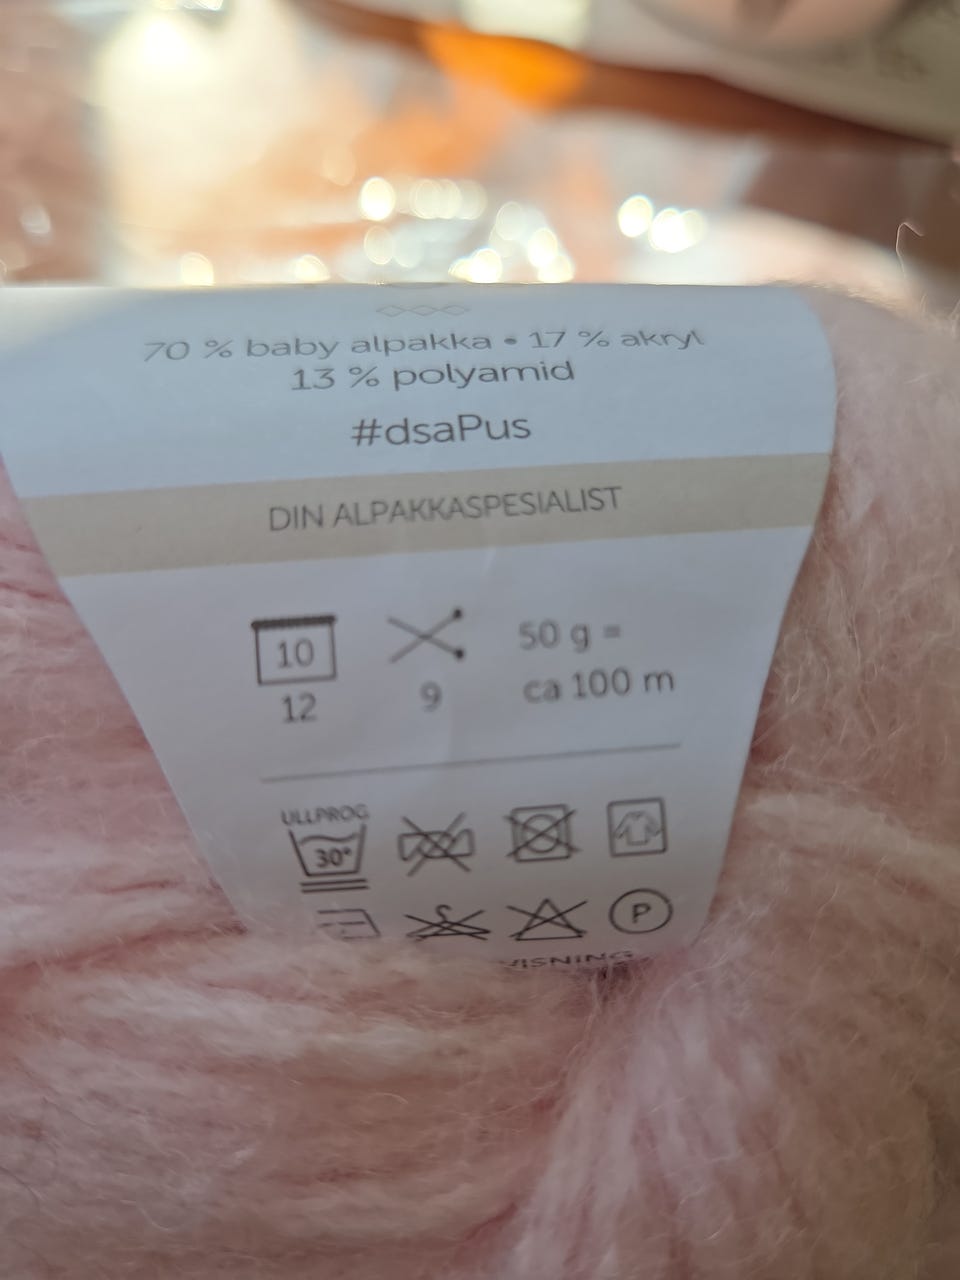 70 % baby alpakka • 17 % akryl
13 % polyamid
#dsaPus
DIN ALPAKKASPESIALIST
10
12
9
50 g =
ca 100 m
ULLPROG
30°
P